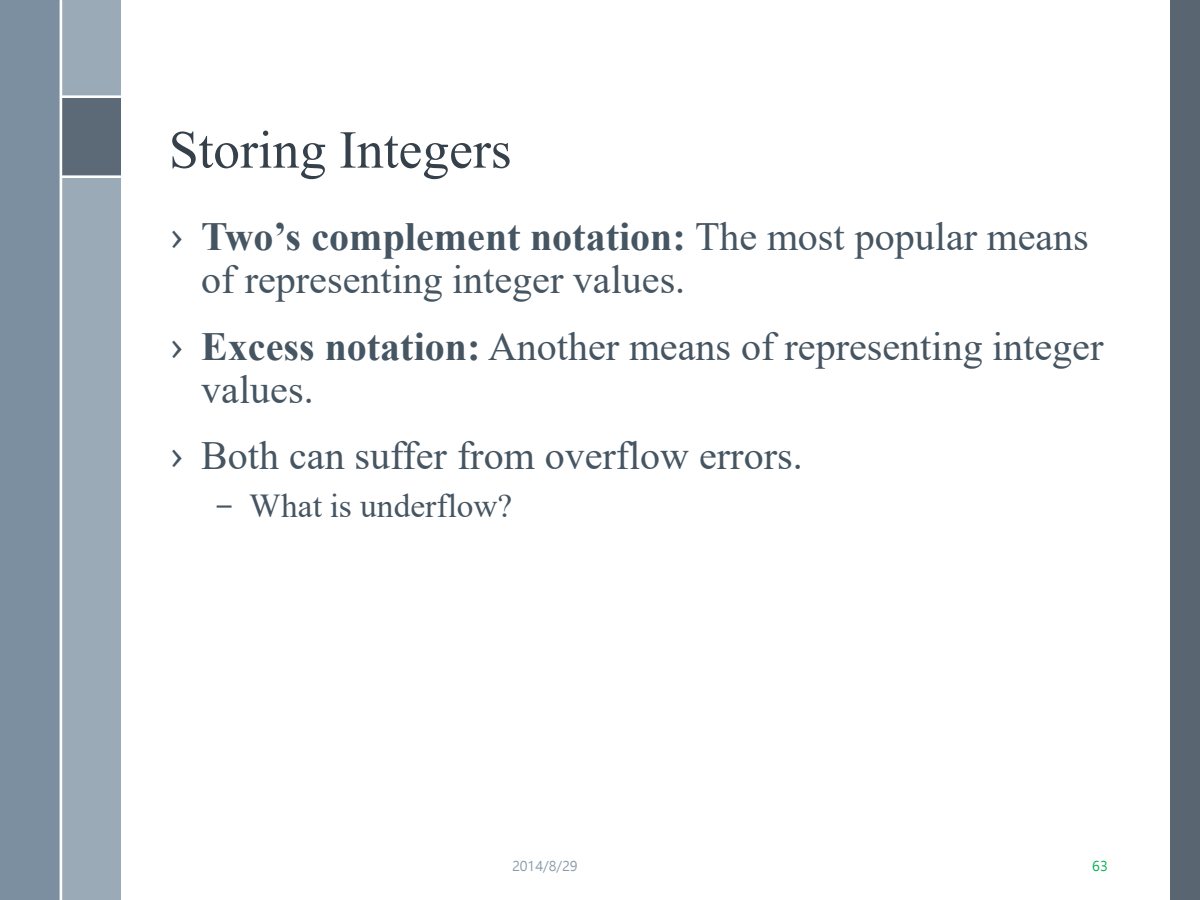 Storing Integers
› Two’s complement notation: The most popular means
of representing integer values.
› Excess notation: Another means of representing integer
values.
› Both can suffer from overflow errors.
– What is underflow?
2014/8/29
63